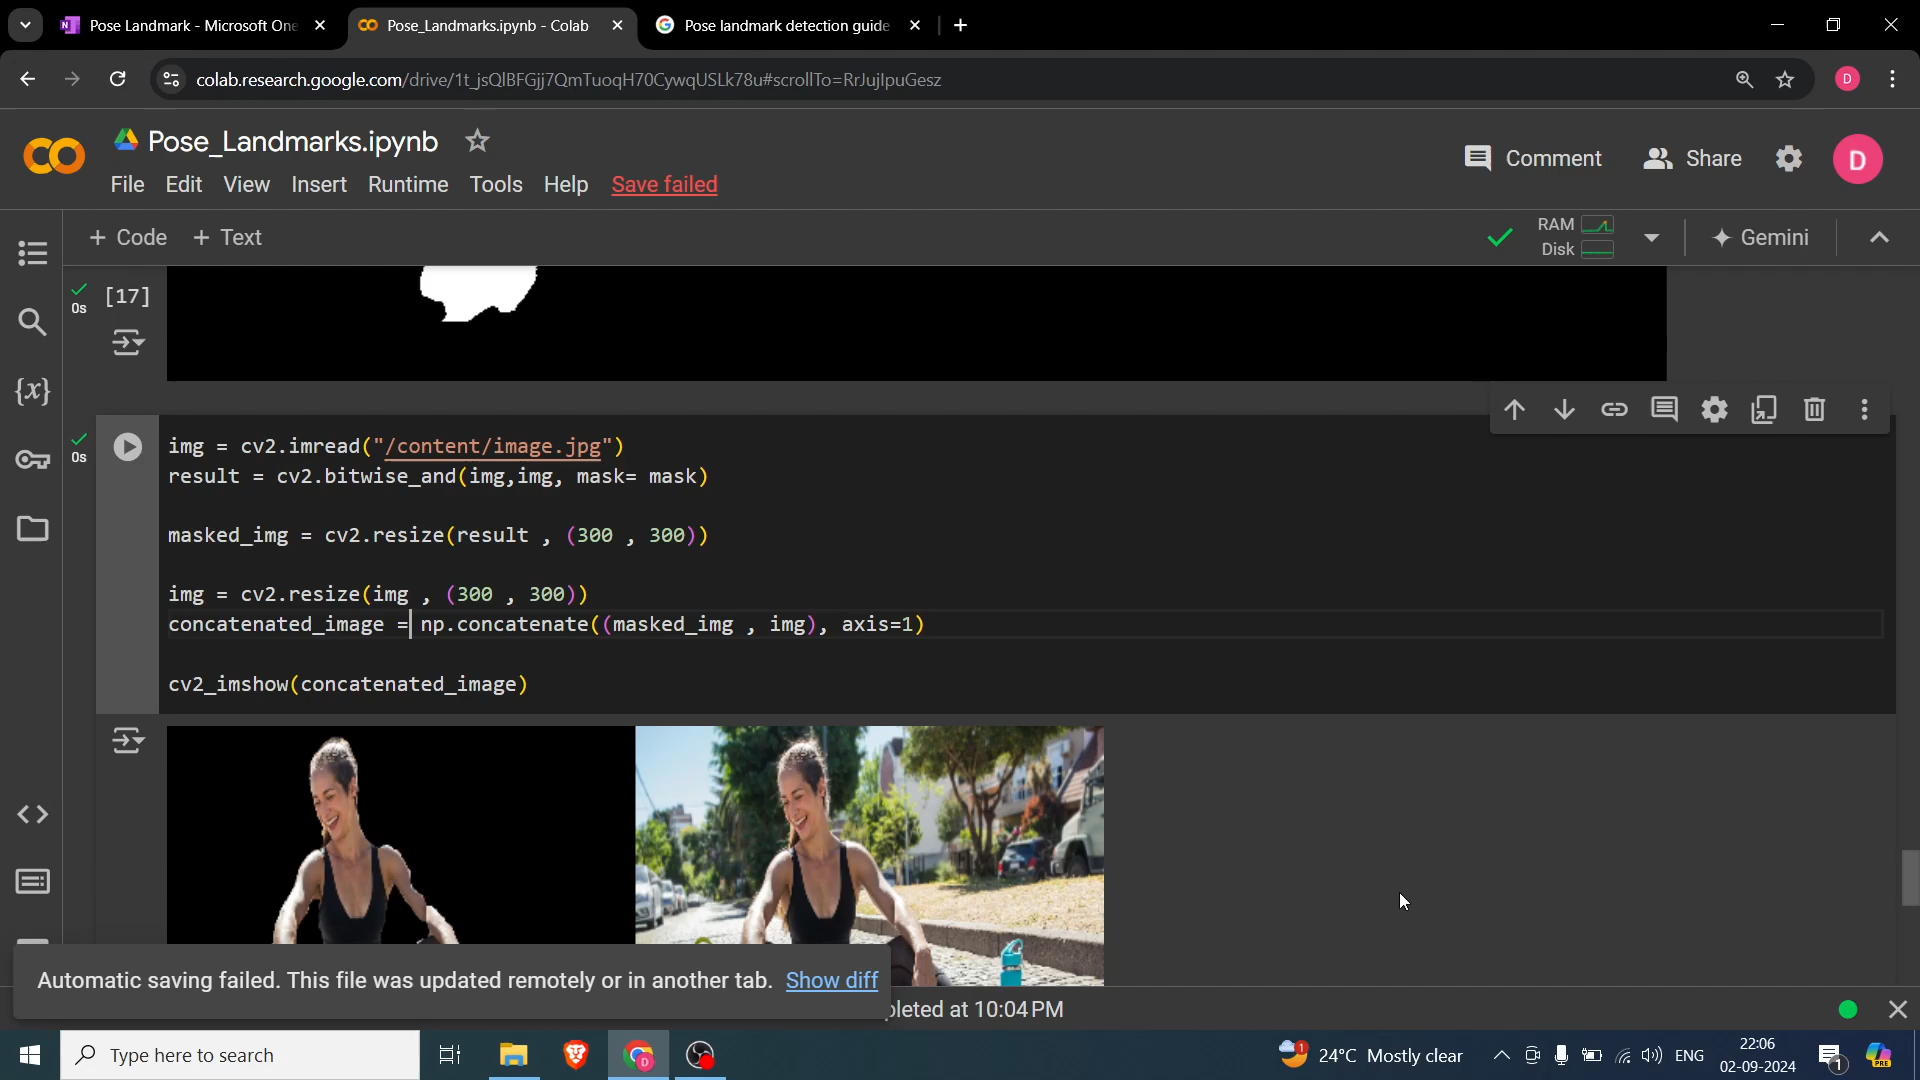 Pose Landmark - Microsoft One
Pose_Landmarks.ipynb - Colab
Pose landmark detection guide
colab.research.google.com/drive/1t_jsQlBFGjj7QmTuoqH70CywqUSLk78u#scrollTo=RrJujlpuGesz
D
Pose_Landmarks.ipynb
Comment
Share
D
File Edit View Insert Runtime Tools Help Save failed
+ Code + Text
RAM
Disk
Gemini
[17]
0s
0s
img = cv2.imread("/content/image.jpg")
result = cv2.bitwise_and(img,img, mask= mask)
masked_img = cv2.resize(result , (300 , 300))
img = cv2.resize(img , (300 , 300))
concatenated_image = np.concatenate((masked_img , img), axis=1)
cv2_imshow(concatenated_image)
{x}
Automatic saving failed. This file was updated remotely or in another tab. Show diff
pleted at 10:04 PM
Type here to search
1
24°C Mostly clear
ENG
22:06
02-09-2024
1
PRE